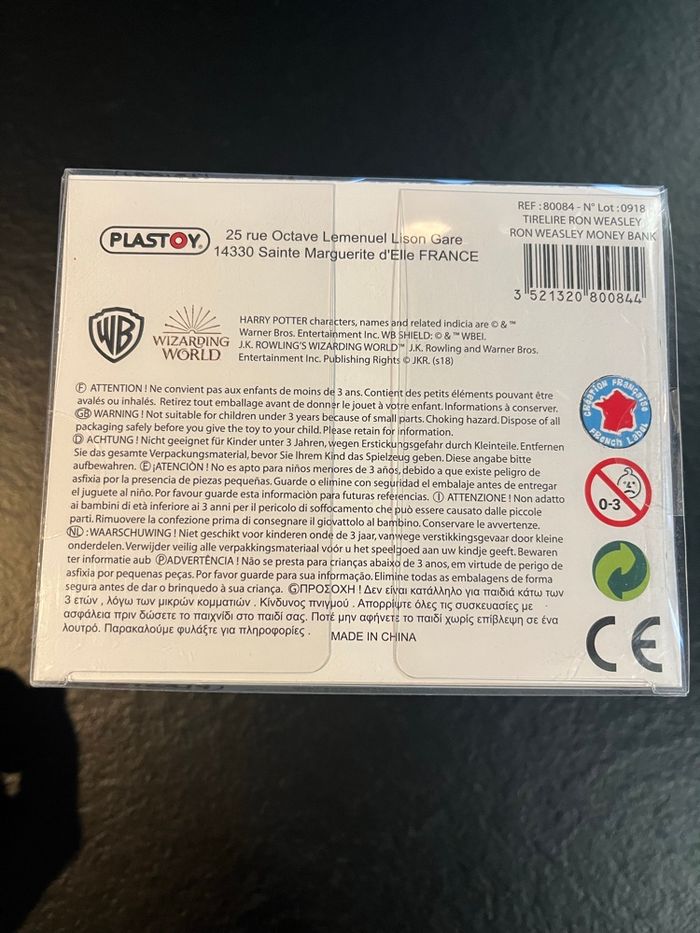 PLASTOY
25 rue Octave Lemenuel Lison Gare
14330 Sainte Marguerite d'Elle FRANCE
REF : 80084 - N° Lot : 0918
TIRELIRE RON WEASLEY
RON WEASLEY MONEY BANK
3 521320 800844
WB
WIZARDING
WORLD
HARRY POTTER characters, names and related indicia are © & ™
Warner Bros. Entertainment Inc. WB SHIELD: © & ™ WBEI.
J.K. ROWLING'S WIZARDING WORLD™ J.K. Rowling and Warner Bros.
Entertainment Inc. Publishing Rights © JKR. (s18)
Ⓕ ATTENTION ! Ne convient pas aux enfants de moins de 3 ans. Contient des petits éléments pouvant être
avalés ou inhalés. Retirez tout emballage avant de donner le jouet à votre enfant. Informations à conserver.
GB WARNING ! Not suitable for children under 3 years because of small parts. Choking hazard. Dispose of all
packaging safely before you give the toy to your child. Please retain for information.
Ⓓ ACHTUNG ! Nicht geeignet für Kinder unter 3 Jahren, wegen Erstickungsgefahr durch Kleinteile. Entfernen
Sie das gesamte Verpackungsmaterial, bevor Sie Ihrem Kind das Spielzeug geben. Diese angabe bitte
aufbewahren. Ⓔ ¡ATENCIÒN ! No es apto para niños menores de 3 años, debido a que existe peligro de
asfixia por la presencia de piezas pequeñas. Guarde o elimine con seguridad el embalaje antes de entregar
el juguete al niño. Por favour guarde esta informaciòn para futuras referencias. Ⓘ ATTENZIONE ! Non adatto
ai bambini di età inferiore ai 3 anni per il pericolo di soffocamento che può essere causato dalle piccole
parti. Rimuovere la confezione prima di consegnare il giovattolo al bambino. Conservare le avvertenze.
NL : WAARSCHUWING ! Niet geschikt voor kinderen onde de 3 jaar, vanwege verstikkingsgevaar door kleine
onderdelen. Verwijder veilig alle verpakkingsmateriaal vóór u het speelgoed aan uw kindje geeft. Bewaren
ter informatie aub ⓅADVERTÊNCIA ! Não se presta para crianças abaixo de 3 anos, em virtude de perigo de
asfixia por pequenas peças. Por favor guarde para sua informação. Elimine todas as embalagens de forma
segura antes de dar o brinquedo à sua criança. ⒼΠΡΟΣΟΧΗ ! Δεν είναι κατάλληλο για παιδιά κάτω των
3 ετών , λόγω των μικρών κομματιών . Κίνδυνος πνιγμού . Απορρίψτε όλες τις συσκευασίες με
ασφάλεια πριν δώσετε το παιχνίδι στο παιδί σας. Ποτέ μην αφήνετε το παιδί χωρίς επίβλεψη σε ένα
λουτρό. Παρακαλούμε φυλάξτε για πληροφορίες .
MADE IN CHINA
CRÉATION FRANÇAISE
FRENCH LABEL
0-3
CE